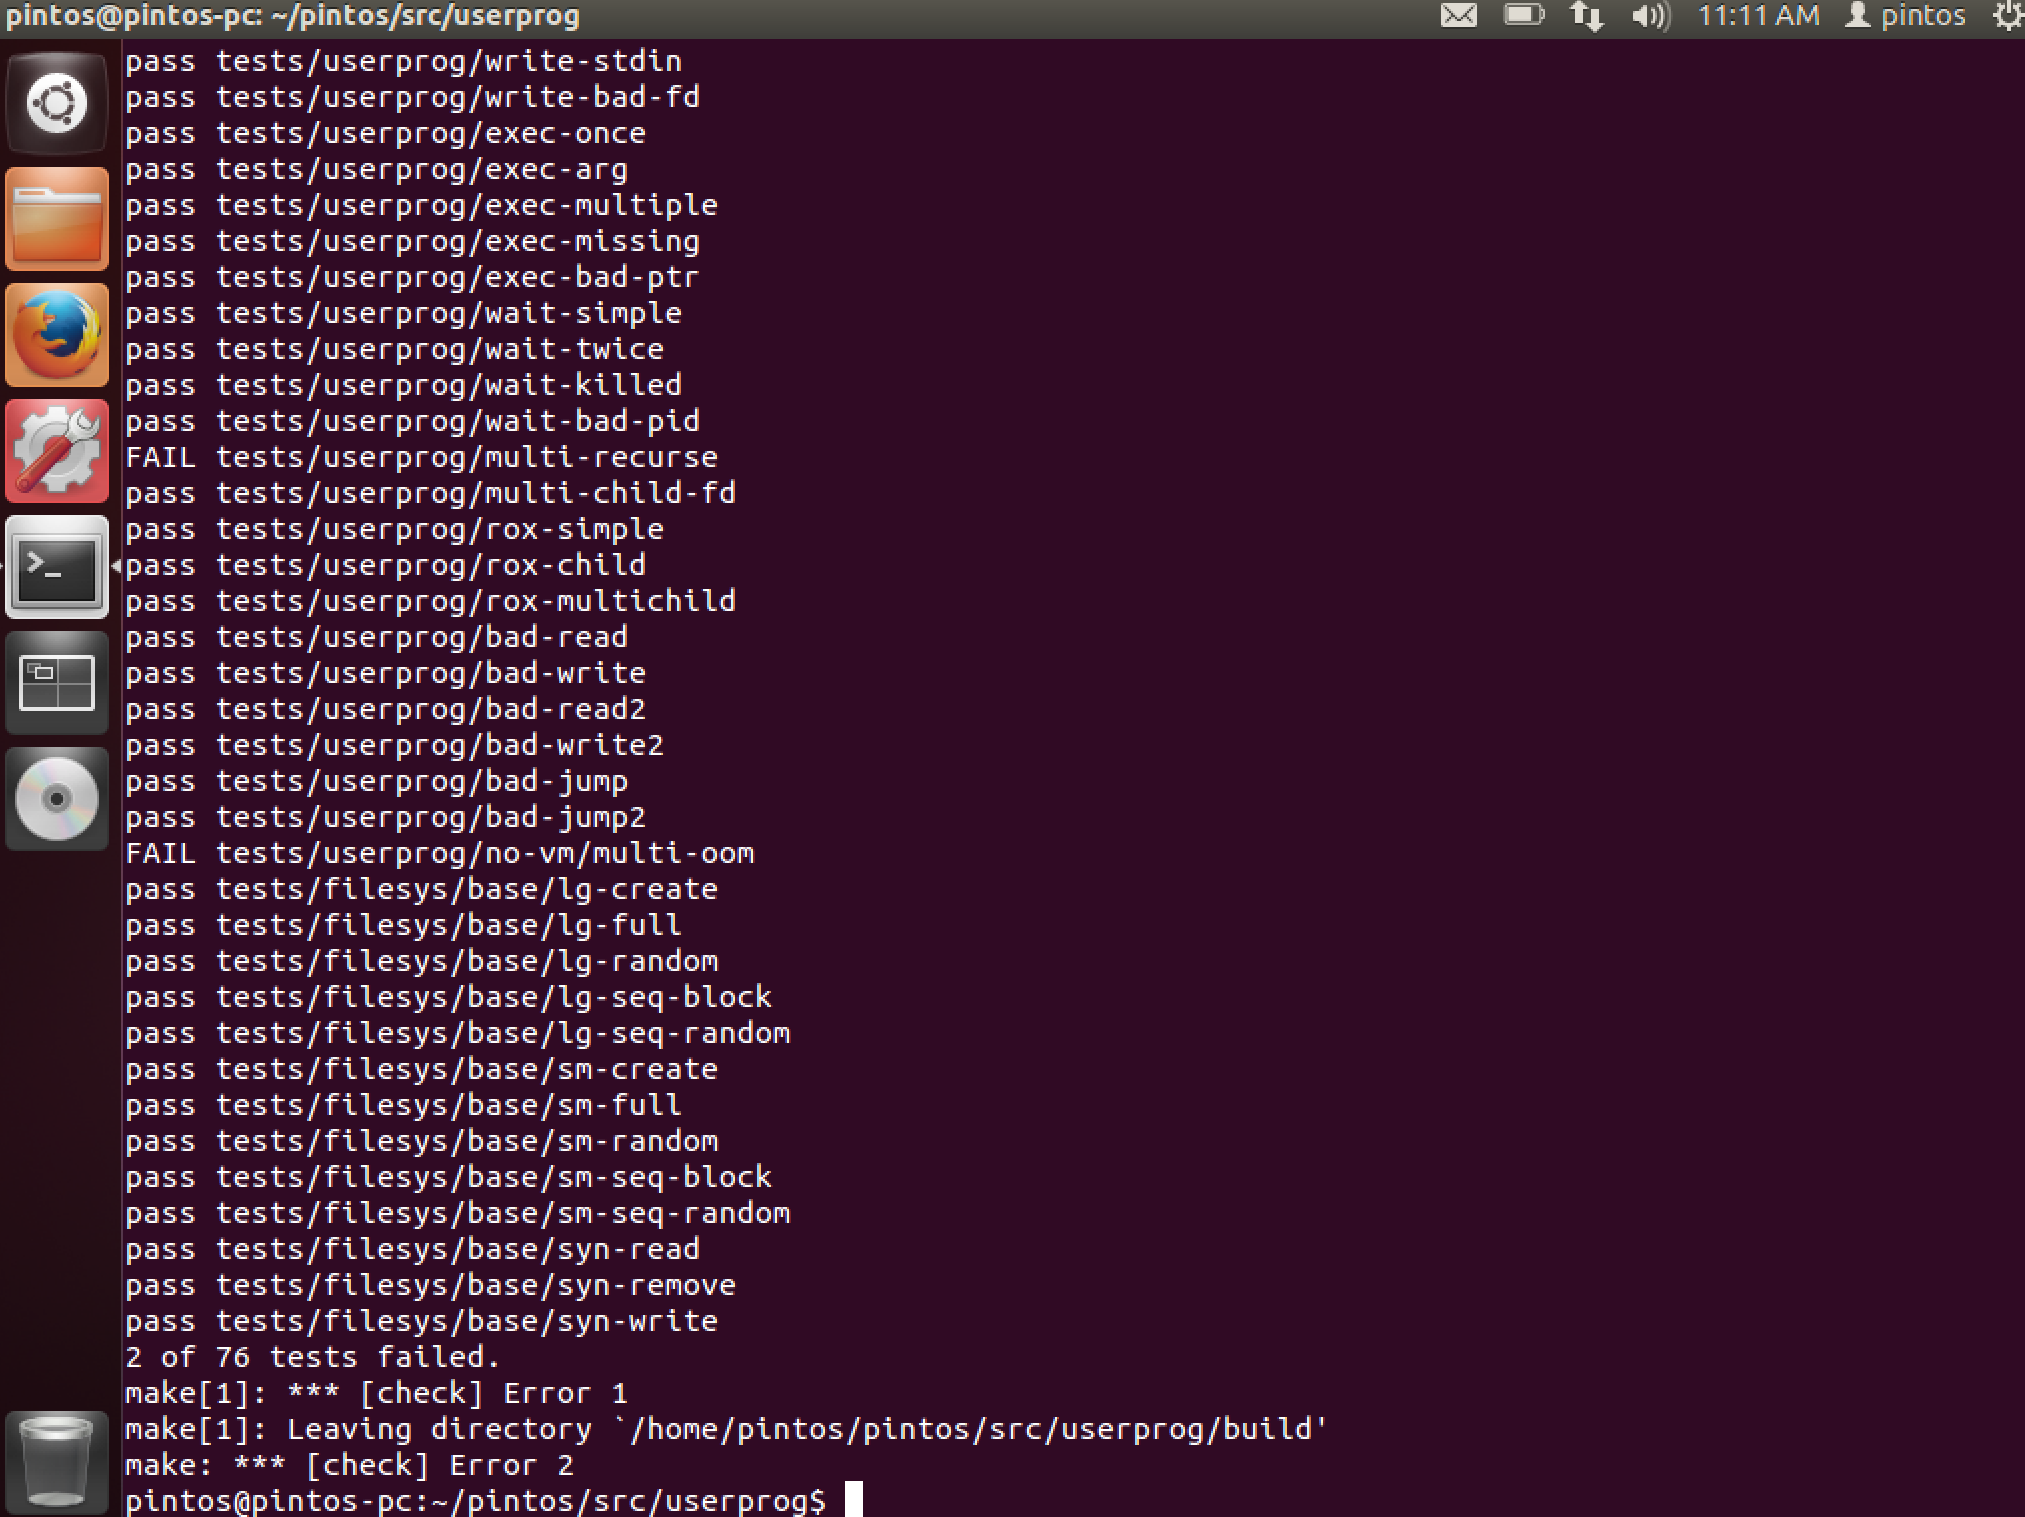 pintos@pintos-pc: ~/pintos/src/userprog
11:11 AM
pintos
pass tests/userprog/write-stdin
pass tests/userprog/write-bad-fd
pass tests/userprog/exec-once
pass tests/userprog/exec-arg
pass tests/userprog/exec-multiple
pass tests/userprog/exec-missing
pass tests/userprog/exec-bad-ptr
pass tests/userprog/wait-simple
pass tests/userprog/wait-twice
pass tests/userprog/wait-killed
pass tests/userprog/wait-bad-pid
FAIL tests/userprog/multi-recurse
pass tests/userprog/multi-child-fd
pass tests/userprog/rox-simple
pass tests/userprog/rox-child
pass tests/userprog/rox-multichild
pass tests/userprog/bad-read
pass tests/userprog/bad-write
pass tests/userprog/bad-read2
pass tests/userprog/bad-write2
pass tests/userprog/bad-jump
pass tests/userprog/bad-jump2
FAIL tests/userprog/no-vm/multi-oom
pass tests/filesys/base/lg-create
pass tests/filesys/base/lg-full
pass tests/filesys/base/lg-random
pass tests/filesys/base/lg-seq-block
pass tests/filesys/base/lg-seq-random
pass tests/filesys/base/sm-create
pass tests/filesys/base/sm-full
pass tests/filesys/base/sm-random
pass tests/filesys/base/sm-seq-block
pass tests/filesys/base/sm-seq-random
pass tests/filesys/base/syn-read
pass tests/filesys/base/syn-remove
pass tests/filesys/base/syn-write
2 of 76 tests failed.
make[1]: *** [check] Error 1
make[1]: Leaving directory `/home/pintos/pintos/src/userprog/build'
make: *** [check] Error 2
pintos@pintos-pc:~/pintos/src/userprog$